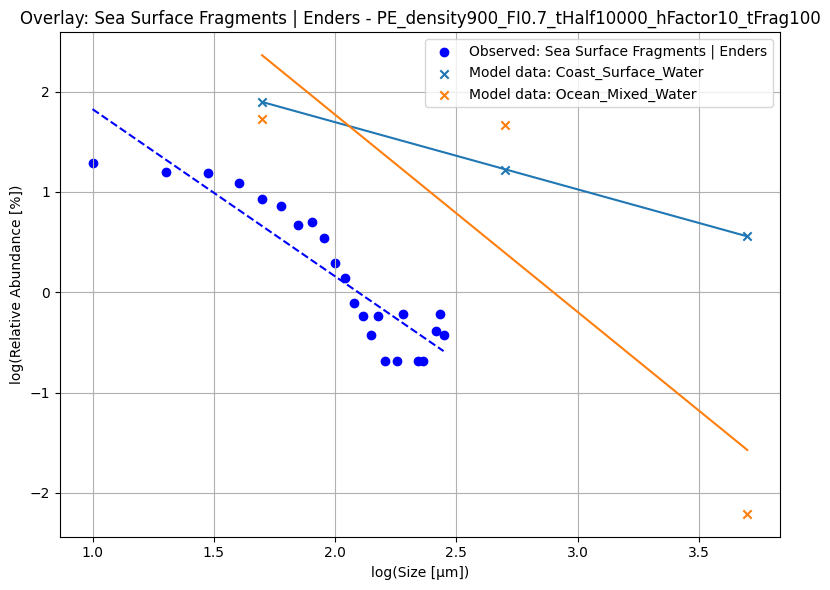 Overlay: Sea Surface Fragments | Enders - PE_density900_FI0.7_tHalf10000_hFactor10_tFrag100
Observed: Sea Surface Fragments | Enders
Model data: Coast_Surface_Water
Model data: Ocean_Mixed_Water
log(Relative Abundance [%])
2
1
0
−1
−2
1.0 1.5 2.0 2.5 3.0 3.5
log(Size [μm])